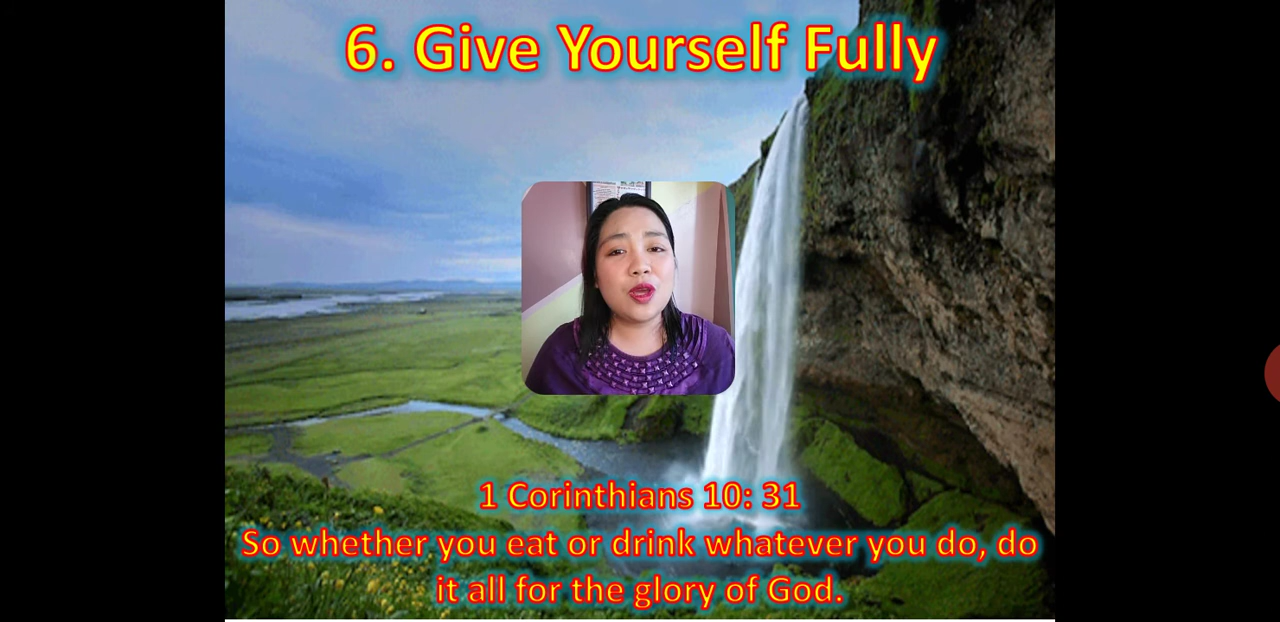 6. Give Yourself Fully
1 Corinthians 10: 31
So whether you eat or drink whatever you do, do
it all for the glory of God.